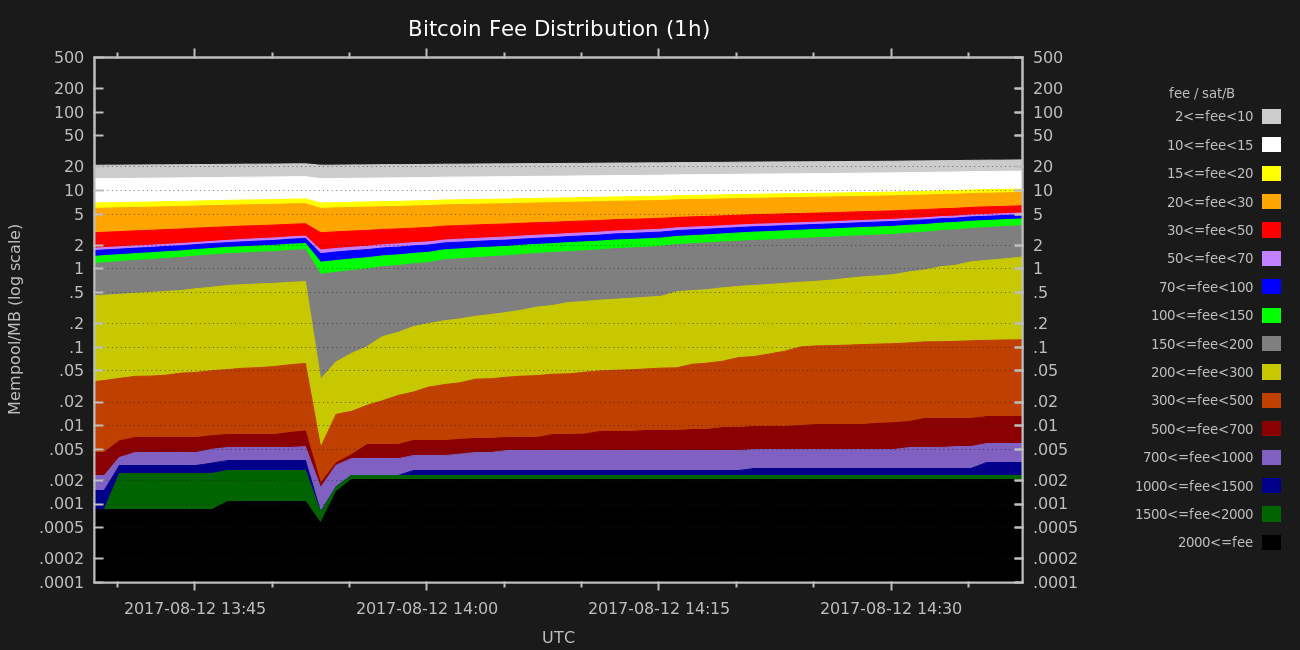 Bitcoin Fee Distribution (1h)
Mempool/MB (log scale)
500
200
100
50
20
10
5
2
1
.5
.2
.1
.05
.02
.01
.005
.002
.001
.0005
.0002
.0001
500
200
100
50
20
10
5
2
1
.5
.2
.1
.05
.02
.01
.005
.002
.001
.0005
.0002
.0001
2017-08-12 13:45
2017-08-12 14:00
2017-08-12 14:15
2017-08-12 14:30
UTC
fee / sat/B
2<=fee<10
10<=fee<15
15<=fee<20
20<=fee<30
30<=fee<50
50<=fee<70
70<=fee<100
100<=fee<150
150<=fee<200
200<=fee<300
300<=fee<500
500<=fee<700
700<=fee<1000
1000<=fee<1500
1500<=fee<2000
2000<=fee